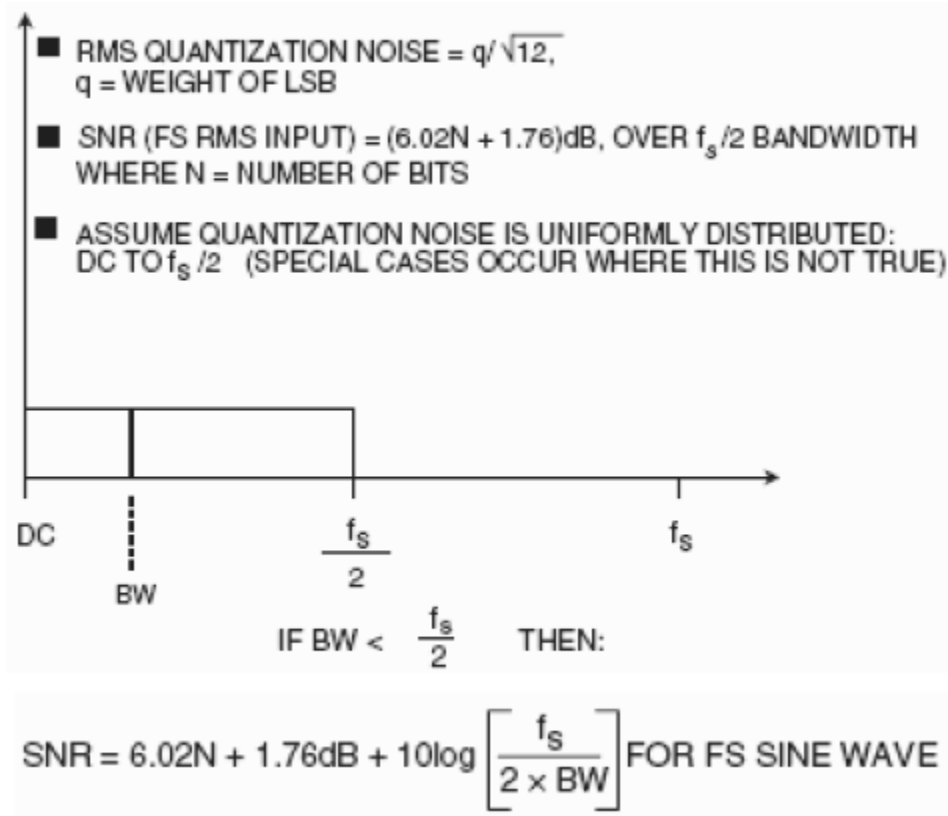 ■ RMS QUANTIZATION NOISE = q/√12,
q = WEIGHT OF LSB
■ SNR (FS RMS INPUT) = (6.02N + 1.76)dB, OVER fs/2 BANDWIDTH
WHERE N = NUMBER OF BITS
■ ASSUME QUANTIZATION NOISE IS UNIFORMLY DISTRIBUTED:
DC TO fS /2 (SPECIAL CASES OCCUR WHERE THIS IS NOT TRUE)
DC
BW
fS
2
fS
IF BW < fs/2 THEN:
SNR = 6.02N + 1.76dB + 10log [fS / 2 × BW] FOR FS SINE WAVE